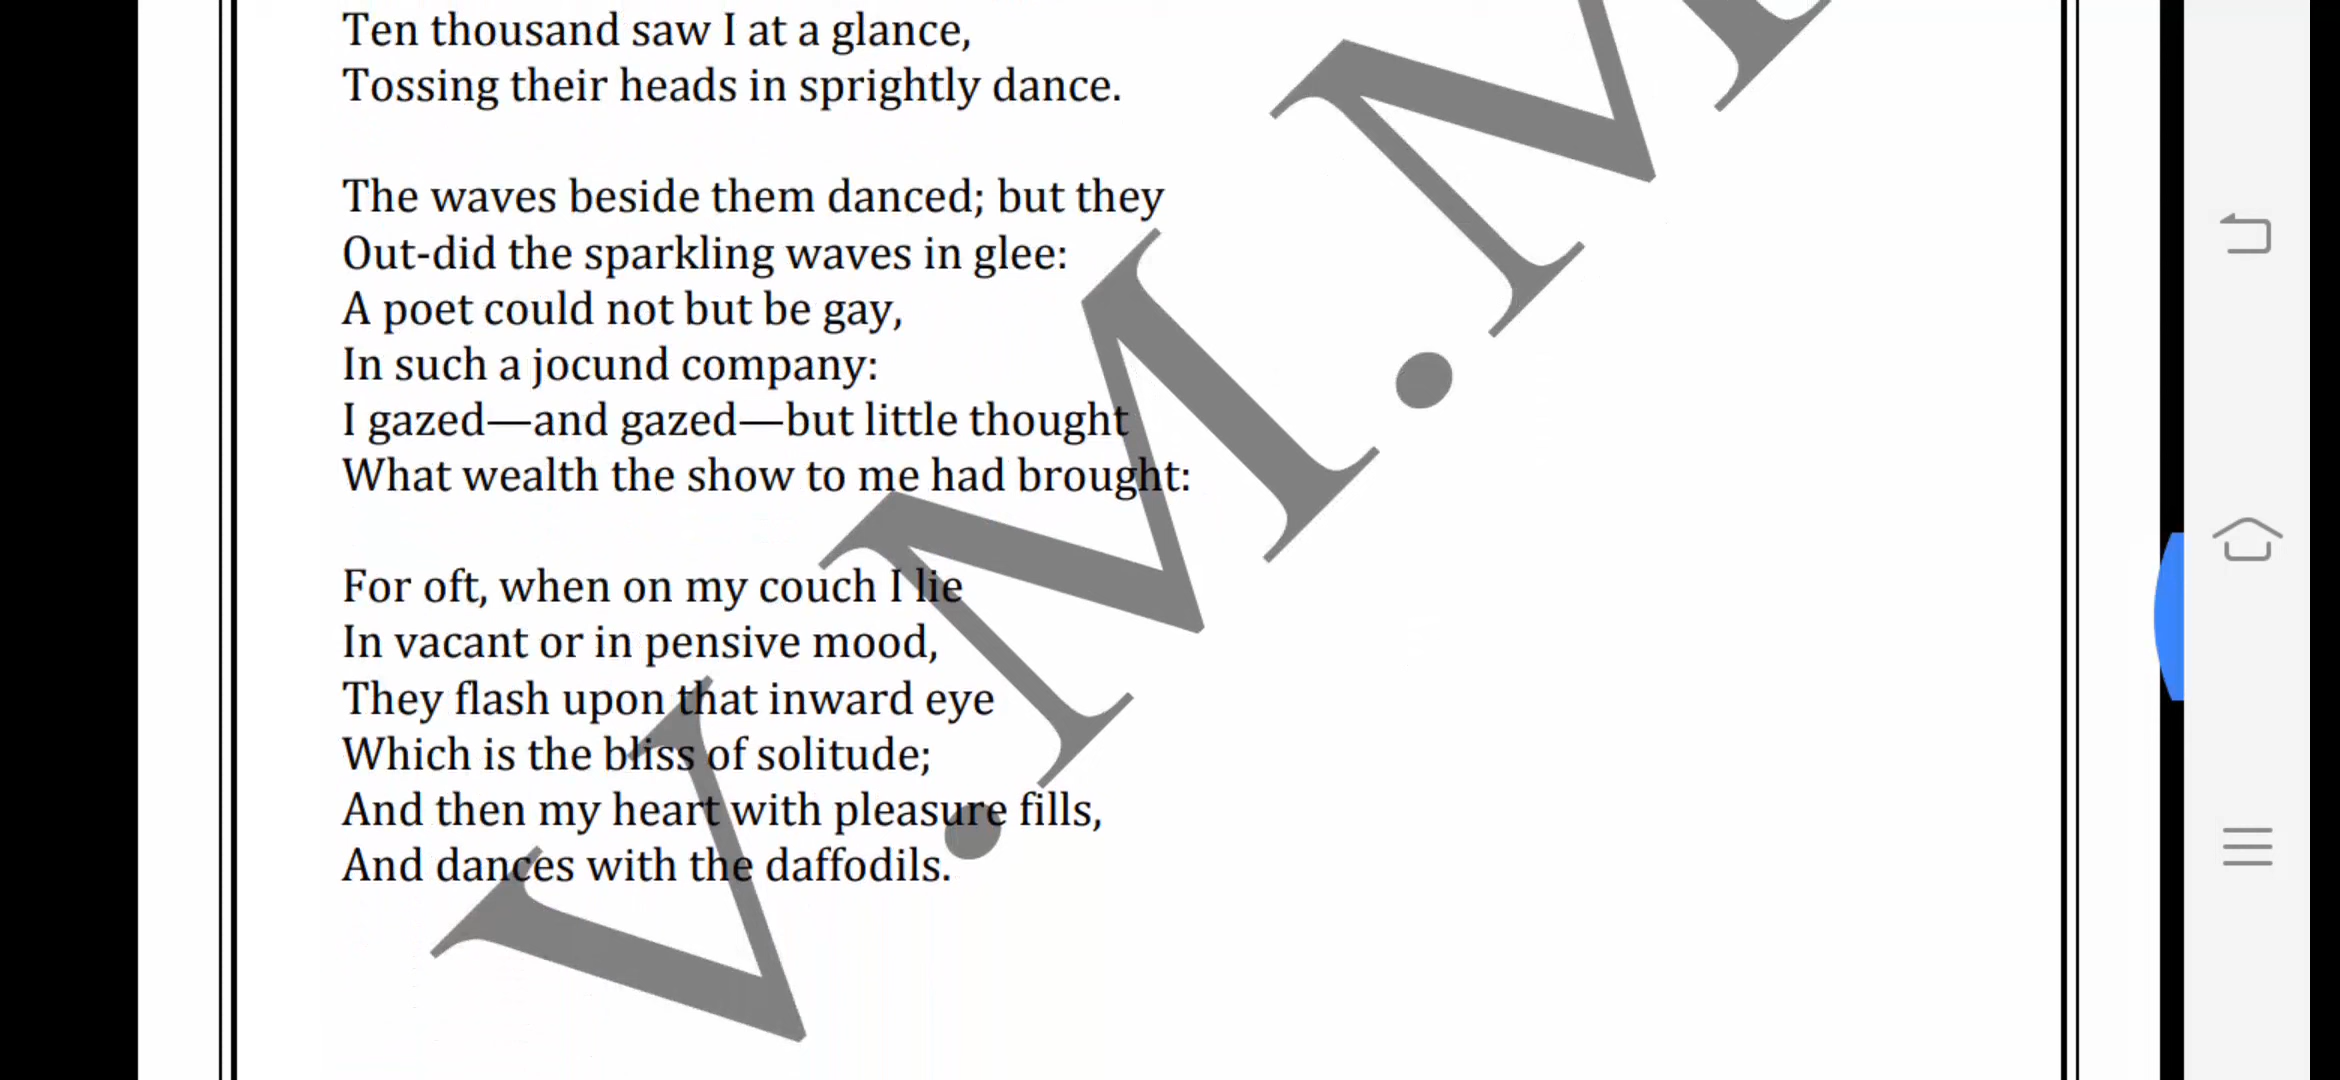 Ten thousand saw I at a glance,
Tossing their heads in sprightly dance.
The waves beside them danced; but they
Out-did the sparkling waves in glee:
A poet could not but be gay,
In such a jocund company:
I gazed—and gazed—but little thought
What wealth the show to me had brought:
For oft, when on my couch I lie
In vacant or in pensive mood,
They flash upon that inward eye
Which is the bliss of solitude;
And then my heart with pleasure fills,
And dances with the daffodils.
V.M.M